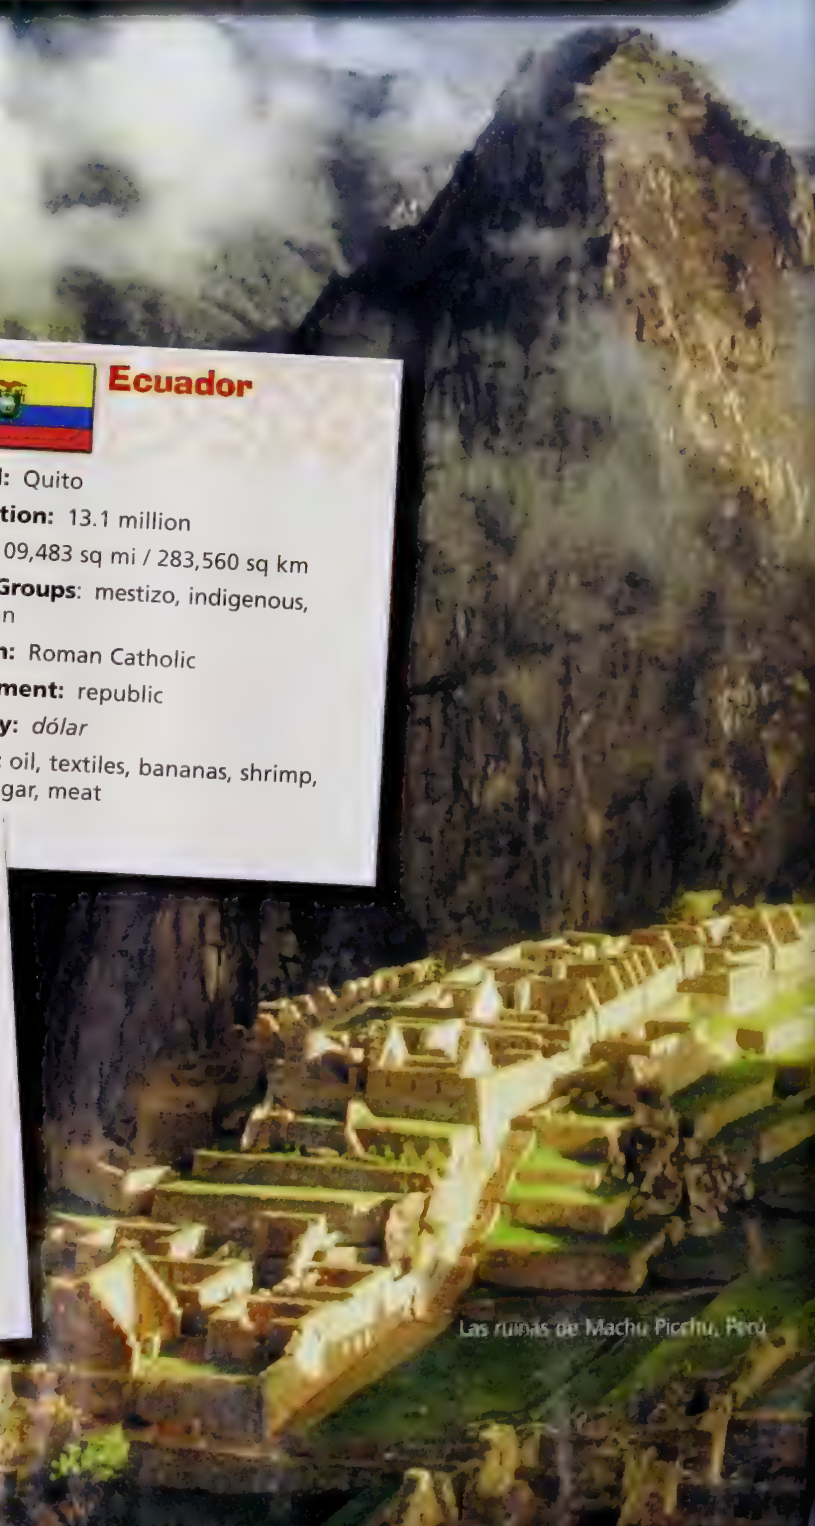 Ecuador
l: Quito
tion: 13.1 million
09,483 sq mi / 283,560 sq km
Groups: mestizo, indigenous,
n
n: Roman Catholic
ment: republic
y: dólar
: oil, textiles, bananas, shrimp,
gar, meat
Las ruinas de Machu Picchu, Perú